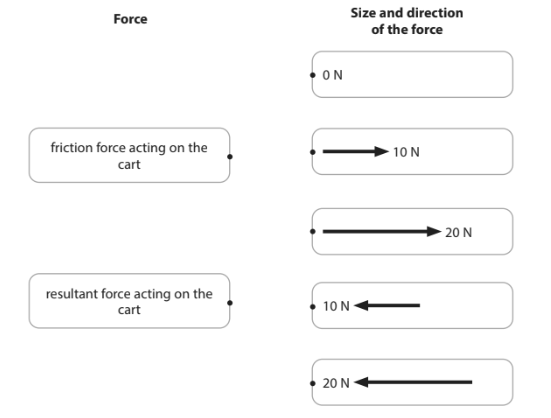 Force
Size and direction
of the force
0 N
friction force acting on the
cart
10 N
20 N
resultant force acting on the
cart
10 N
20 N